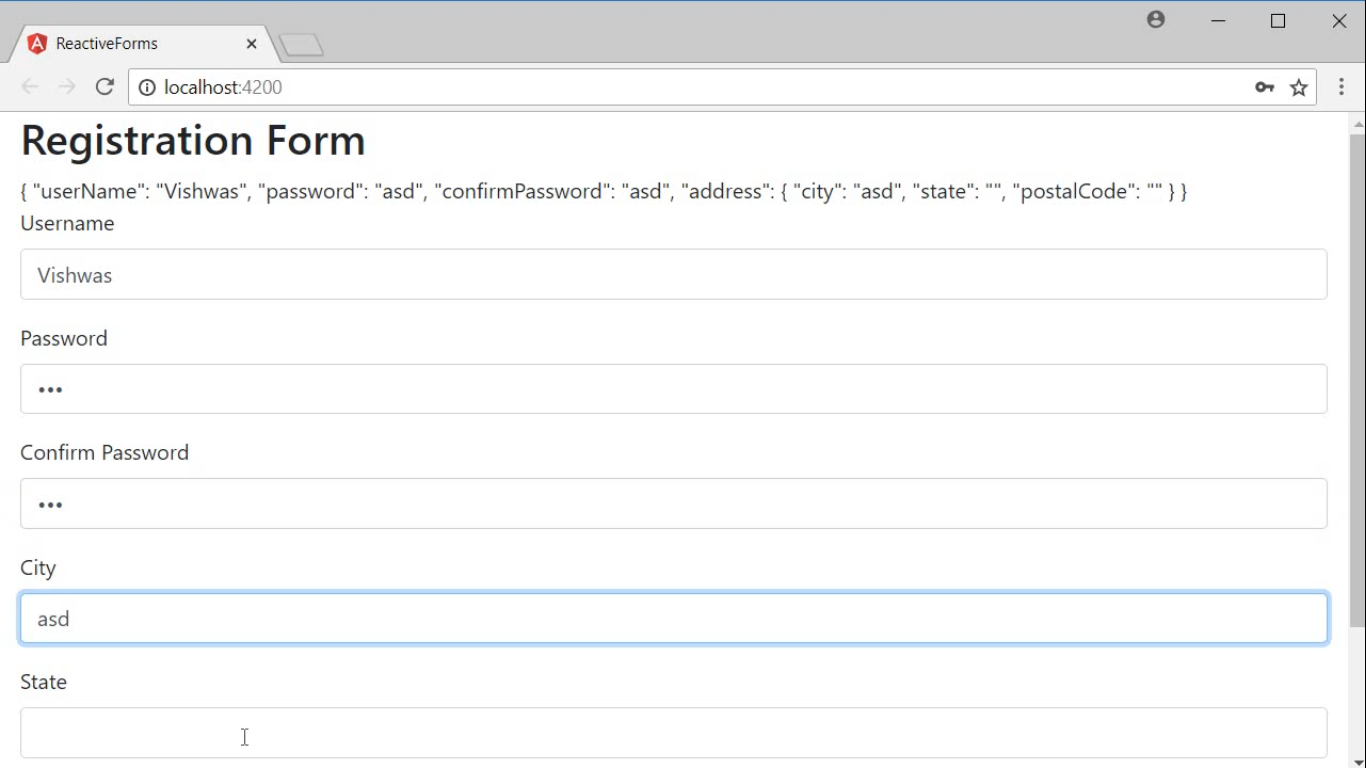 ReactiveForms
localhost:4200
Registration Form
{ "userName": "Vishwas", "password": "asd", "confirmPassword": "asd", "address": { "city": "asd", "state": "", "postalCode": "" } }
Username
Vishwas
Password
•••
Confirm Password
•••
City
asd
State